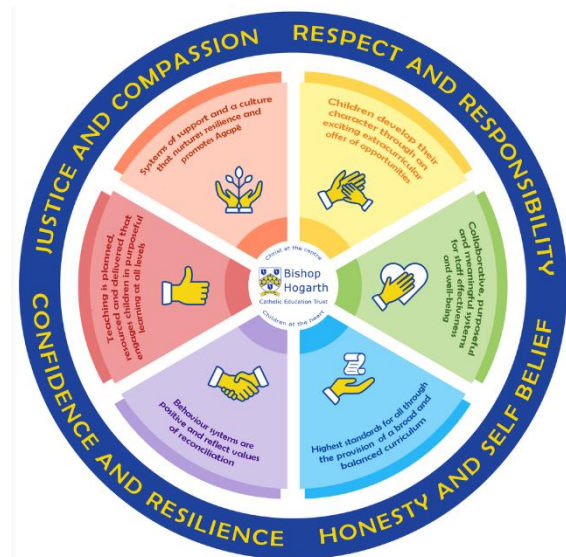 JUSTICE AND COMPASSION
RESPECT AND RESPONSIBILITY
HONESTY AND SELF BELIEF
CONFIDENCE AND RESILIENCE
Systems of support and a culture
that nurtures resilience and
promotes Agapé
Children develop their
character through an
exciting extracurricular
offer of opportunities
Collaborative, purposeful
and meaningful systems
for staff effectiveness
and well-being
Highest standards for all through
the provision of a broad and
balanced curriculum
Behaviour systems are
positive and reflect values
of reconciliation
Teaching is planned,
resourced and delivered that
engages children in purposeful
learning at all levels
Christ at the centre
Bishop
Hogarth
Catholic Education Trust
Children at the heart